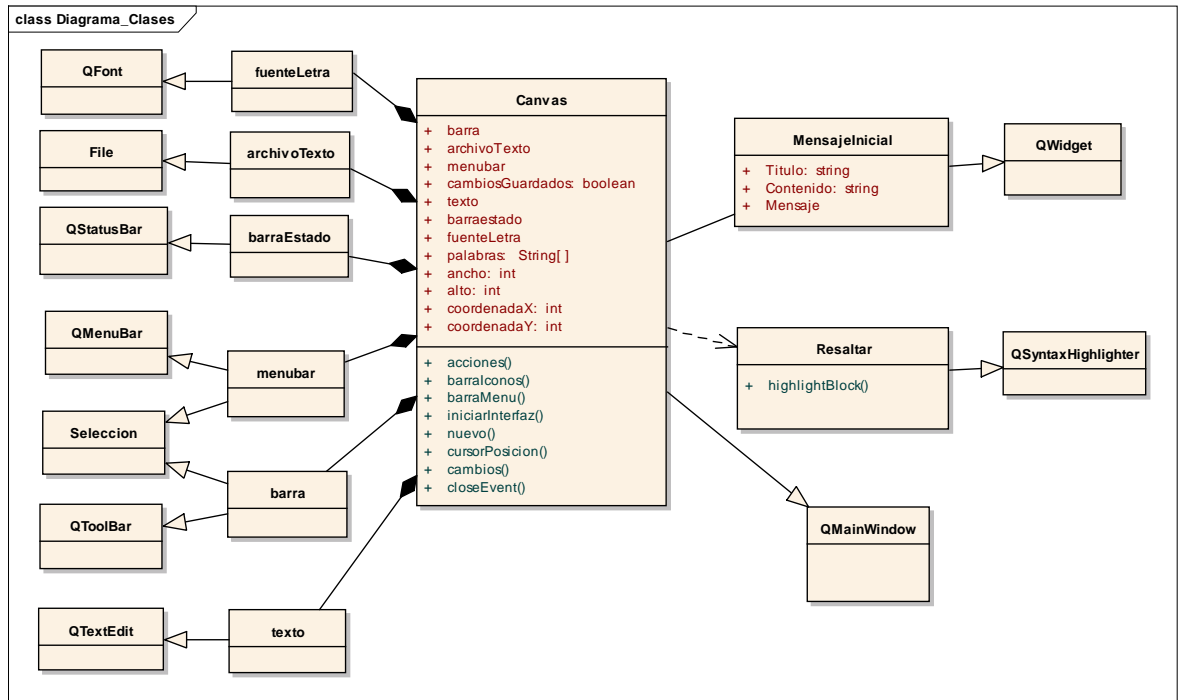 class Diagrama_Clases
QFont
fuenteLetra
File
archivoTexto
QStatusBar
barraEstado
QMenuBar
menubar
Seleccion
barra
QToolBar
QTextEdit
texto
Canvas
+ barra
+ archivoTexto
+ menubar
+ cambiosGuardados: boolean
+ texto
+ barraestado
+ fuenteLetra
+ palabras: String[ ]
+ ancho: int
+ alto: int
+ coordenadaX: int
+ coordenadaY: int
+ acciones()
+ barraIconos()
+ barraMenu()
+ iniciarInterfaz()
+ nuevo()
+ cursorPosicion()
+ cambios()
+ closeEvent()
MensajeInicial
+ Titulo: string
+ Contenido: string
+ Mensaje
QWidget
Resaltar
+ highlightBlock()
QSyntaxHighlighter
QMainWindow